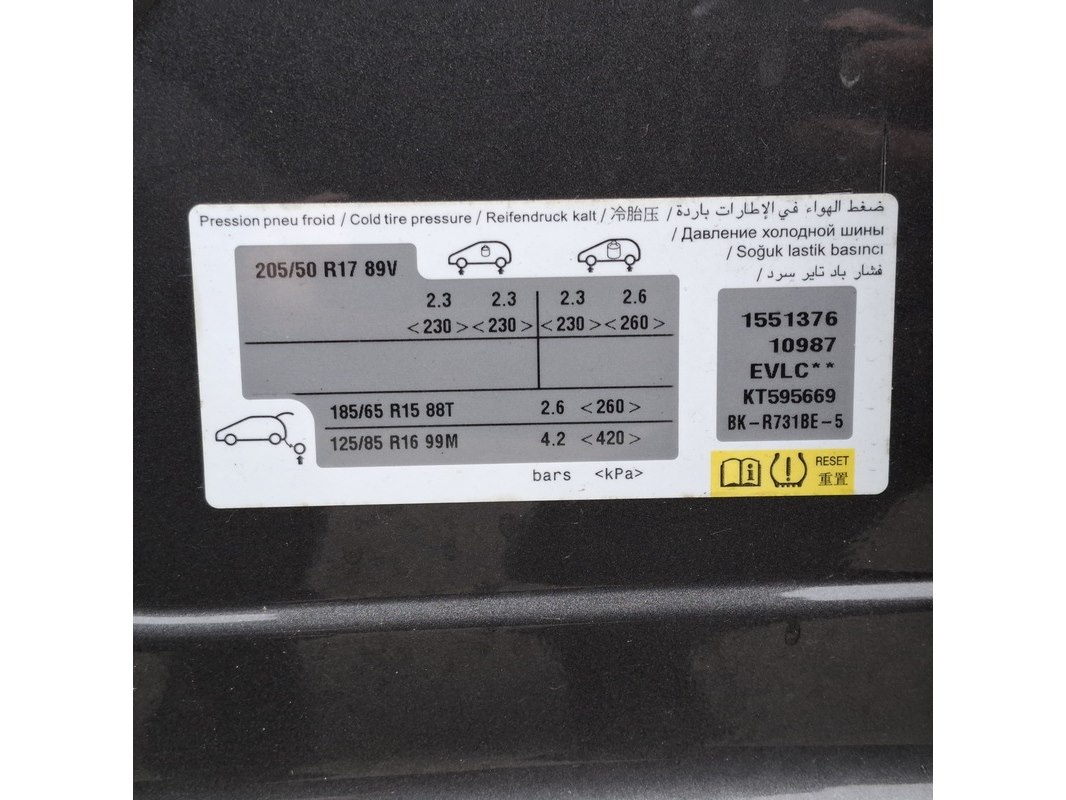 Pression pneu froid / Cold tire pressure / Reifendruck kalt / 冷胎压 / ضغط الهواء في الإطارات باردة
/ Давление холодной шины
/ Soğuk lastik basıncı
/ فشار باد تایر سرد
205/50 R17 89V
2.3 2.3 2.3 2.6
<230> <230> <230> <260>
185/65 R15 88T 2.6 <260>
125/85 R16 99M 4.2 <420>
bars <kPa>
1551376
10987
EVLC**
KT595669
BK-R731BE-5
RESET
重置